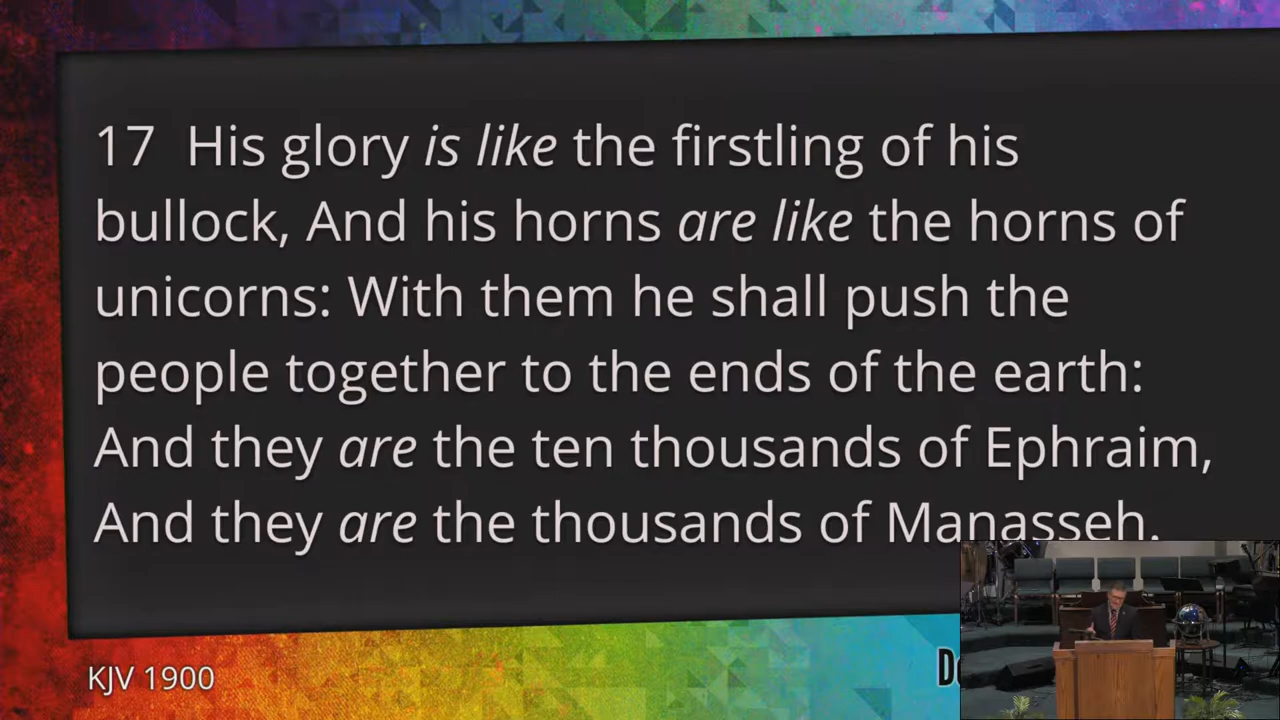 17 His glory is like the firstling of his
bullock, And his horns are like the horns of
unicorns: With them he shall push the
people together to the ends of the earth:
And they are the ten thousands of Ephraim,
And they are the thousands of Manasseh.
KJV 1900